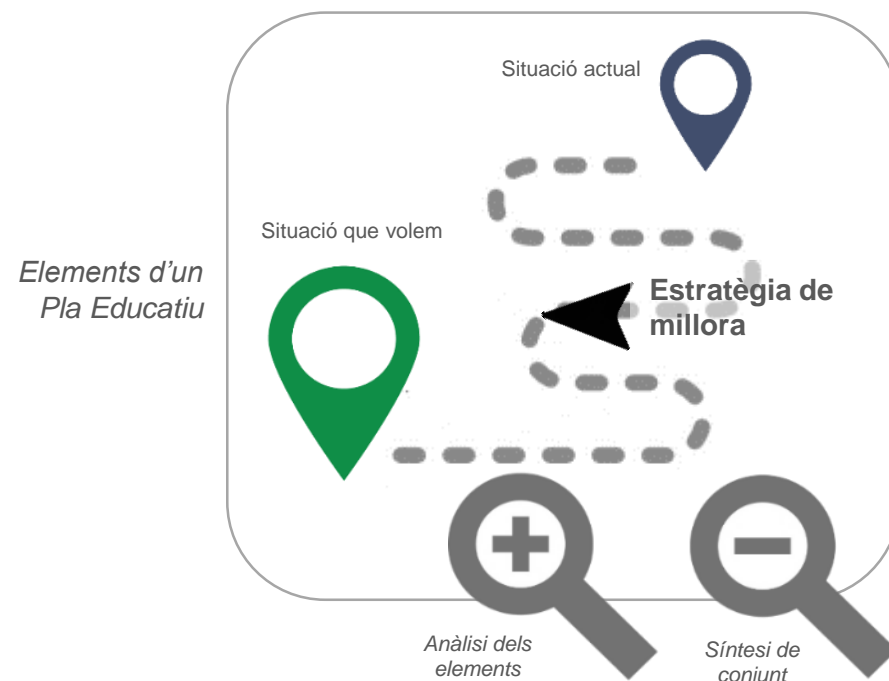 Situació actual
Situació que volem
Elements d’un
Pla Educatiu
Estratègia de
millora
Anàlisi dels
elements
Síntesi de
conjunt